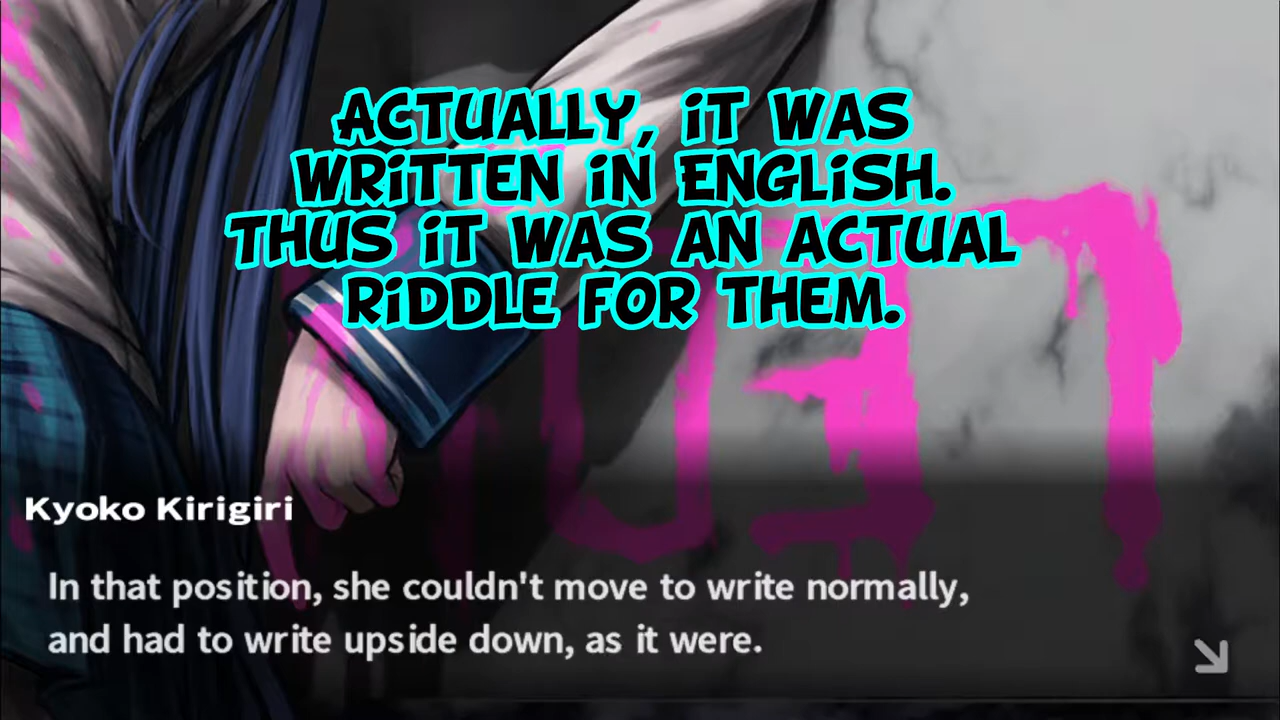 ACTUALLY, iT WAS
WRiTTEN iN ENGLiSH.
THUS iT WAS AN ACTUAL
RiDDLE FOR THEM.
Kyoko Kirigiri
In that position, she couldn't move to write normally,
and had to write upside down, as it were.